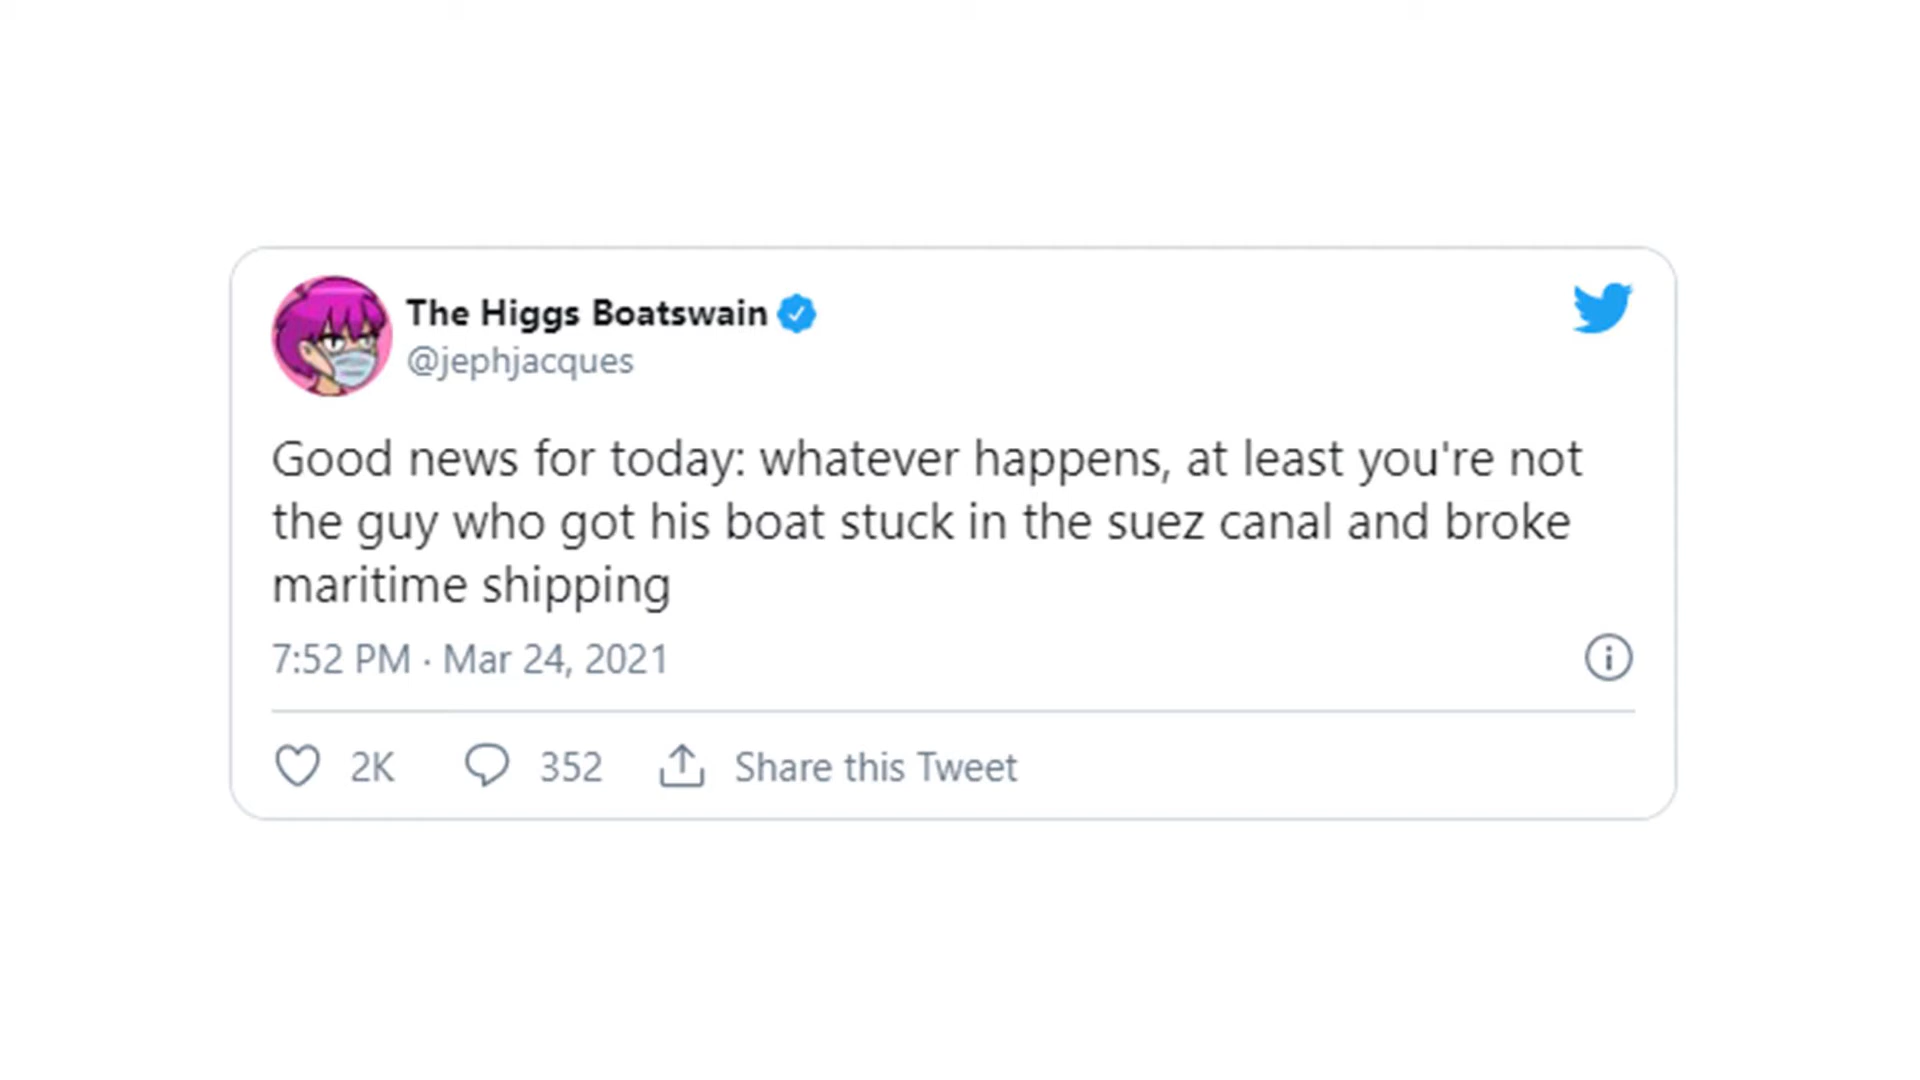 The Higgs Boatswain
@jephjacques
Good news for today: whatever happens, at least you're not
the guy who got his boat stuck in the suez canal and broke
maritime shipping
7:52 PM · Mar 24, 2021
2K 352 Share this Tweet